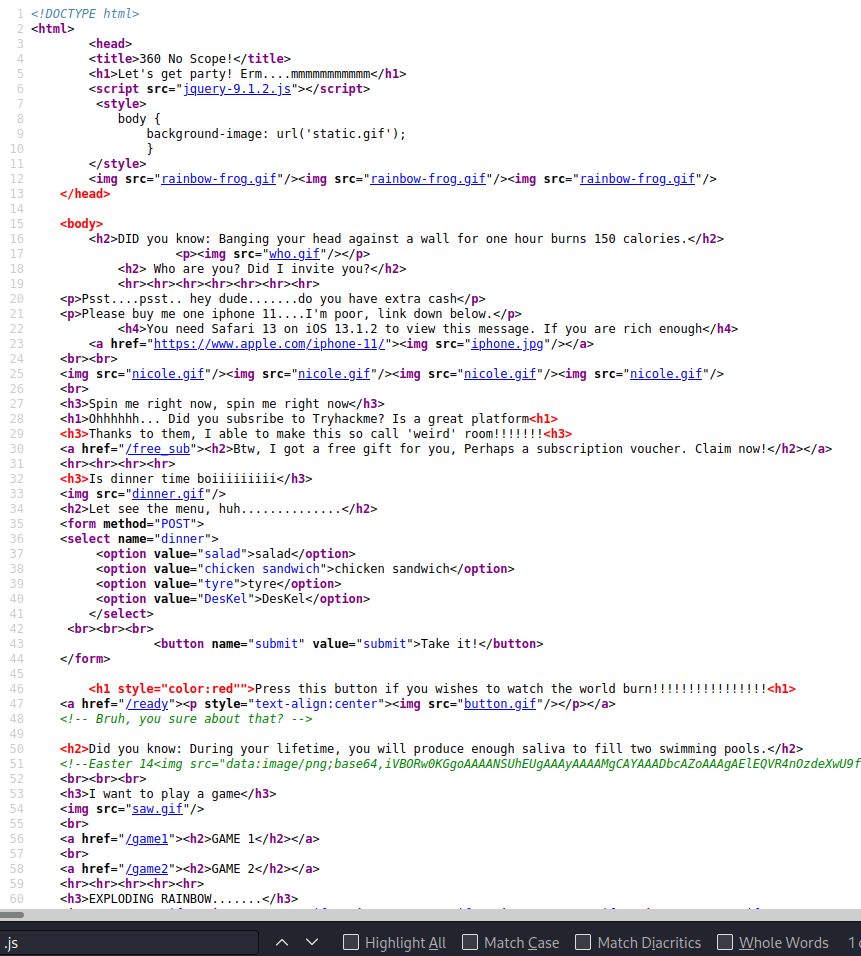 1 <!DOCTYPE html>
2 <html>
3 <head>
4 <title>360 No Scope!</title>
5 <h1>Let's get party! Erm....mmmmmmmmmmm</h1>
6 <script src="jquery-9.1.2.js"></script>
7 <style>
8 body {
9 background-image: url('static.gif');
10 }
11 </style>
12 <img src="rainbow-frog.gif"/><img src="rainbow-frog.gif"/><img src="rainbow-frog.gif"/>
13 </head>
14
15 <body>
16 <h2>DID you know: Banging your head against a wall for one hour burns 150 calories.</h2>
17 <p><img src="who.gif"/></p>
18 <h2> Who are you? Did I invite you?</h2>
19 <hr><hr><hr><hr><hr><hr><hr>
20 <p>Psst....psst.. hey dude.......do you have extra cash</p>
21 <p>Please buy me one iphone 11....I'm poor, link down below.</p>
22 <h4>You need Safari 13 on iOS 13.1.2 to view this message. If you are rich enough</h4>
23 <a href="https://www.apple.com/iphone-11/"><img src="iphone.jpg"/></a>
24 <br><br>
25 <img src="nicole.gif"/><img src="nicole.gif"/><img src="nicole.gif"/><img src="nicole.gif"/>
26 <br>
27 <h3>Spin me right now, spin me right now</h3>
28 <h1>Ohhhhhh... Did you subsribe to Tryhackme? Is a great platform<h1>
29 <h3>Thanks to them, I able to make this so call 'weird' room!!!!!!!<h3>
30 <a href="/free_sub"><h2>Btw, I got a free gift for you, Perhaps a subscription voucher. Claim now!</h2></a>
31 <hr><hr><hr><hr>
32 <h3>Is dinner time boiiiiiiiii</h3>
33 <img src="dinner.gif"/>
34 <h2>Let see the menu, huh..............</h2>
35 <form method="POST">
36 <select name="dinner">
37 <option value="salad">salad</option>
38 <option value="chicken sandwich">chicken sandwich</option>
39 <option value="tyre">tyre</option>
40 <option value="DesKel">DesKel</option>
41 </select>
42 <br><br><br>
43 <button name="submit" value="submit">Take it!</button>
44 </form>
45
46 <h1 style="color:red"">Press this button if you wishes to watch the world burn!!!!!!!!!!!!!!!!<h1>
47 <a href="/ready"><p style="text-align:center"><img src="button.gif"/></p></a>
48 <!-- Bruh, you sure about that? -->
49
50 <h2>Did you know: During your lifetime, you will produce enough saliva to fill two swimming pools.</h2>
51 <!--Easter 14<img src="data:image/png;base64,iVBORw0KGgoAAAANSUhEUgAAAyAAAAMgCAYAAADbcAZoAAAgAElEQVR4nOzdeXwU9f
52 <br><br><br>
53 <h3>I want to play a game</h3>
54 <img src="saw.gif"/>
55 <br>
56 <a href="/game1"><h2>GAME 1</h2></a>
57 <br>
58 <a href="/game2"><h2>GAME 2</h2></a>
59 <hr><hr><hr><hr><hr>
60 <h3>EXPLODING RAINBOW.......</h3>
.js Highlight All Match Case Match Diacritics Whole Words 1